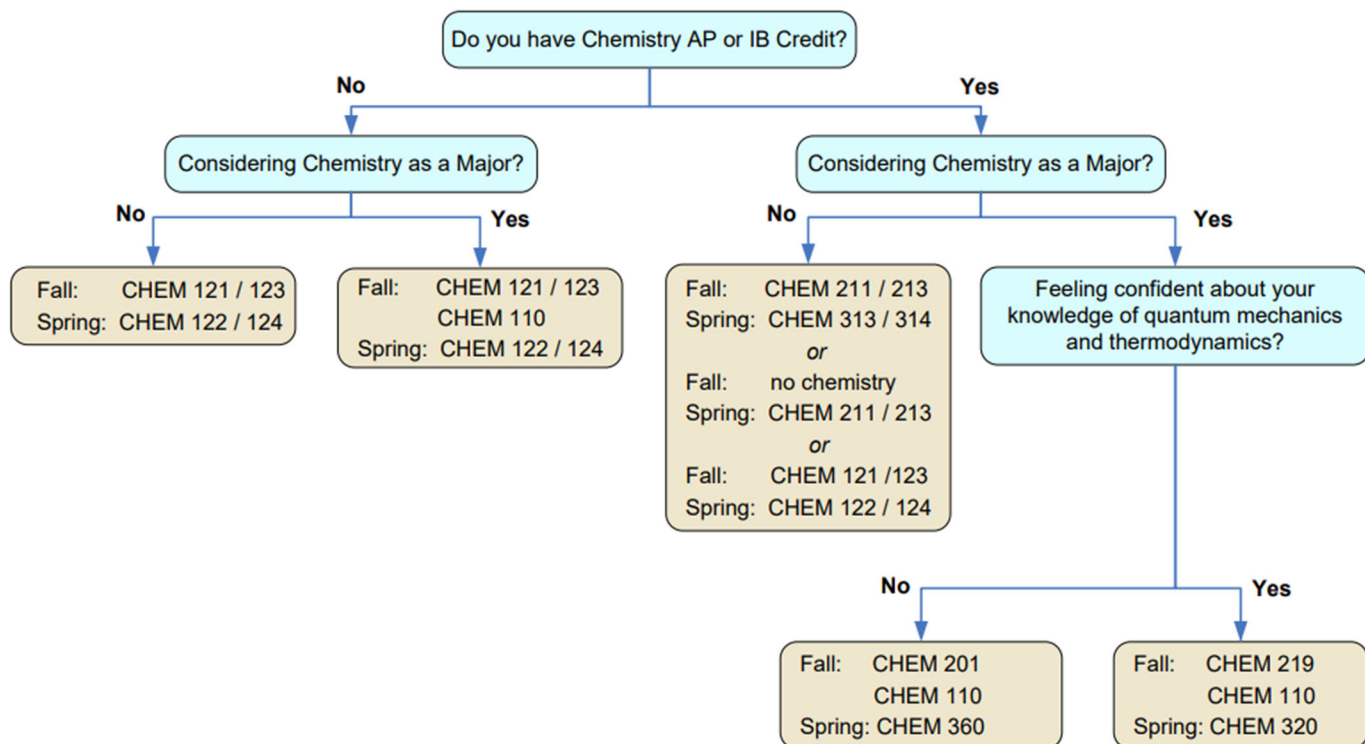 Do you have Chemistry AP or IB Credit?
No
Yes
Considering Chemistry as a Major?
Considering Chemistry as a Major?
No
Yes
No
Yes
Fall: CHEM 121 / 123
Spring: CHEM 122 / 124
Fall: CHEM 121 / 123
CHEM 110
Spring: CHEM 122 / 124
Fall: CHEM 211 / 213
Spring: CHEM 313 / 314
or
Fall: no chemistry
Spring: CHEM 211 / 213
or
Fall: CHEM 121 /123
Spring: CHEM 122 / 124
Feeling confident about your
knowledge of quantum mechanics
and thermodynamics?
No
Yes
Fall: CHEM 201
CHEM 110
Spring: CHEM 360
Fall: CHEM 219
CHEM 110
Spring: CHEM 320